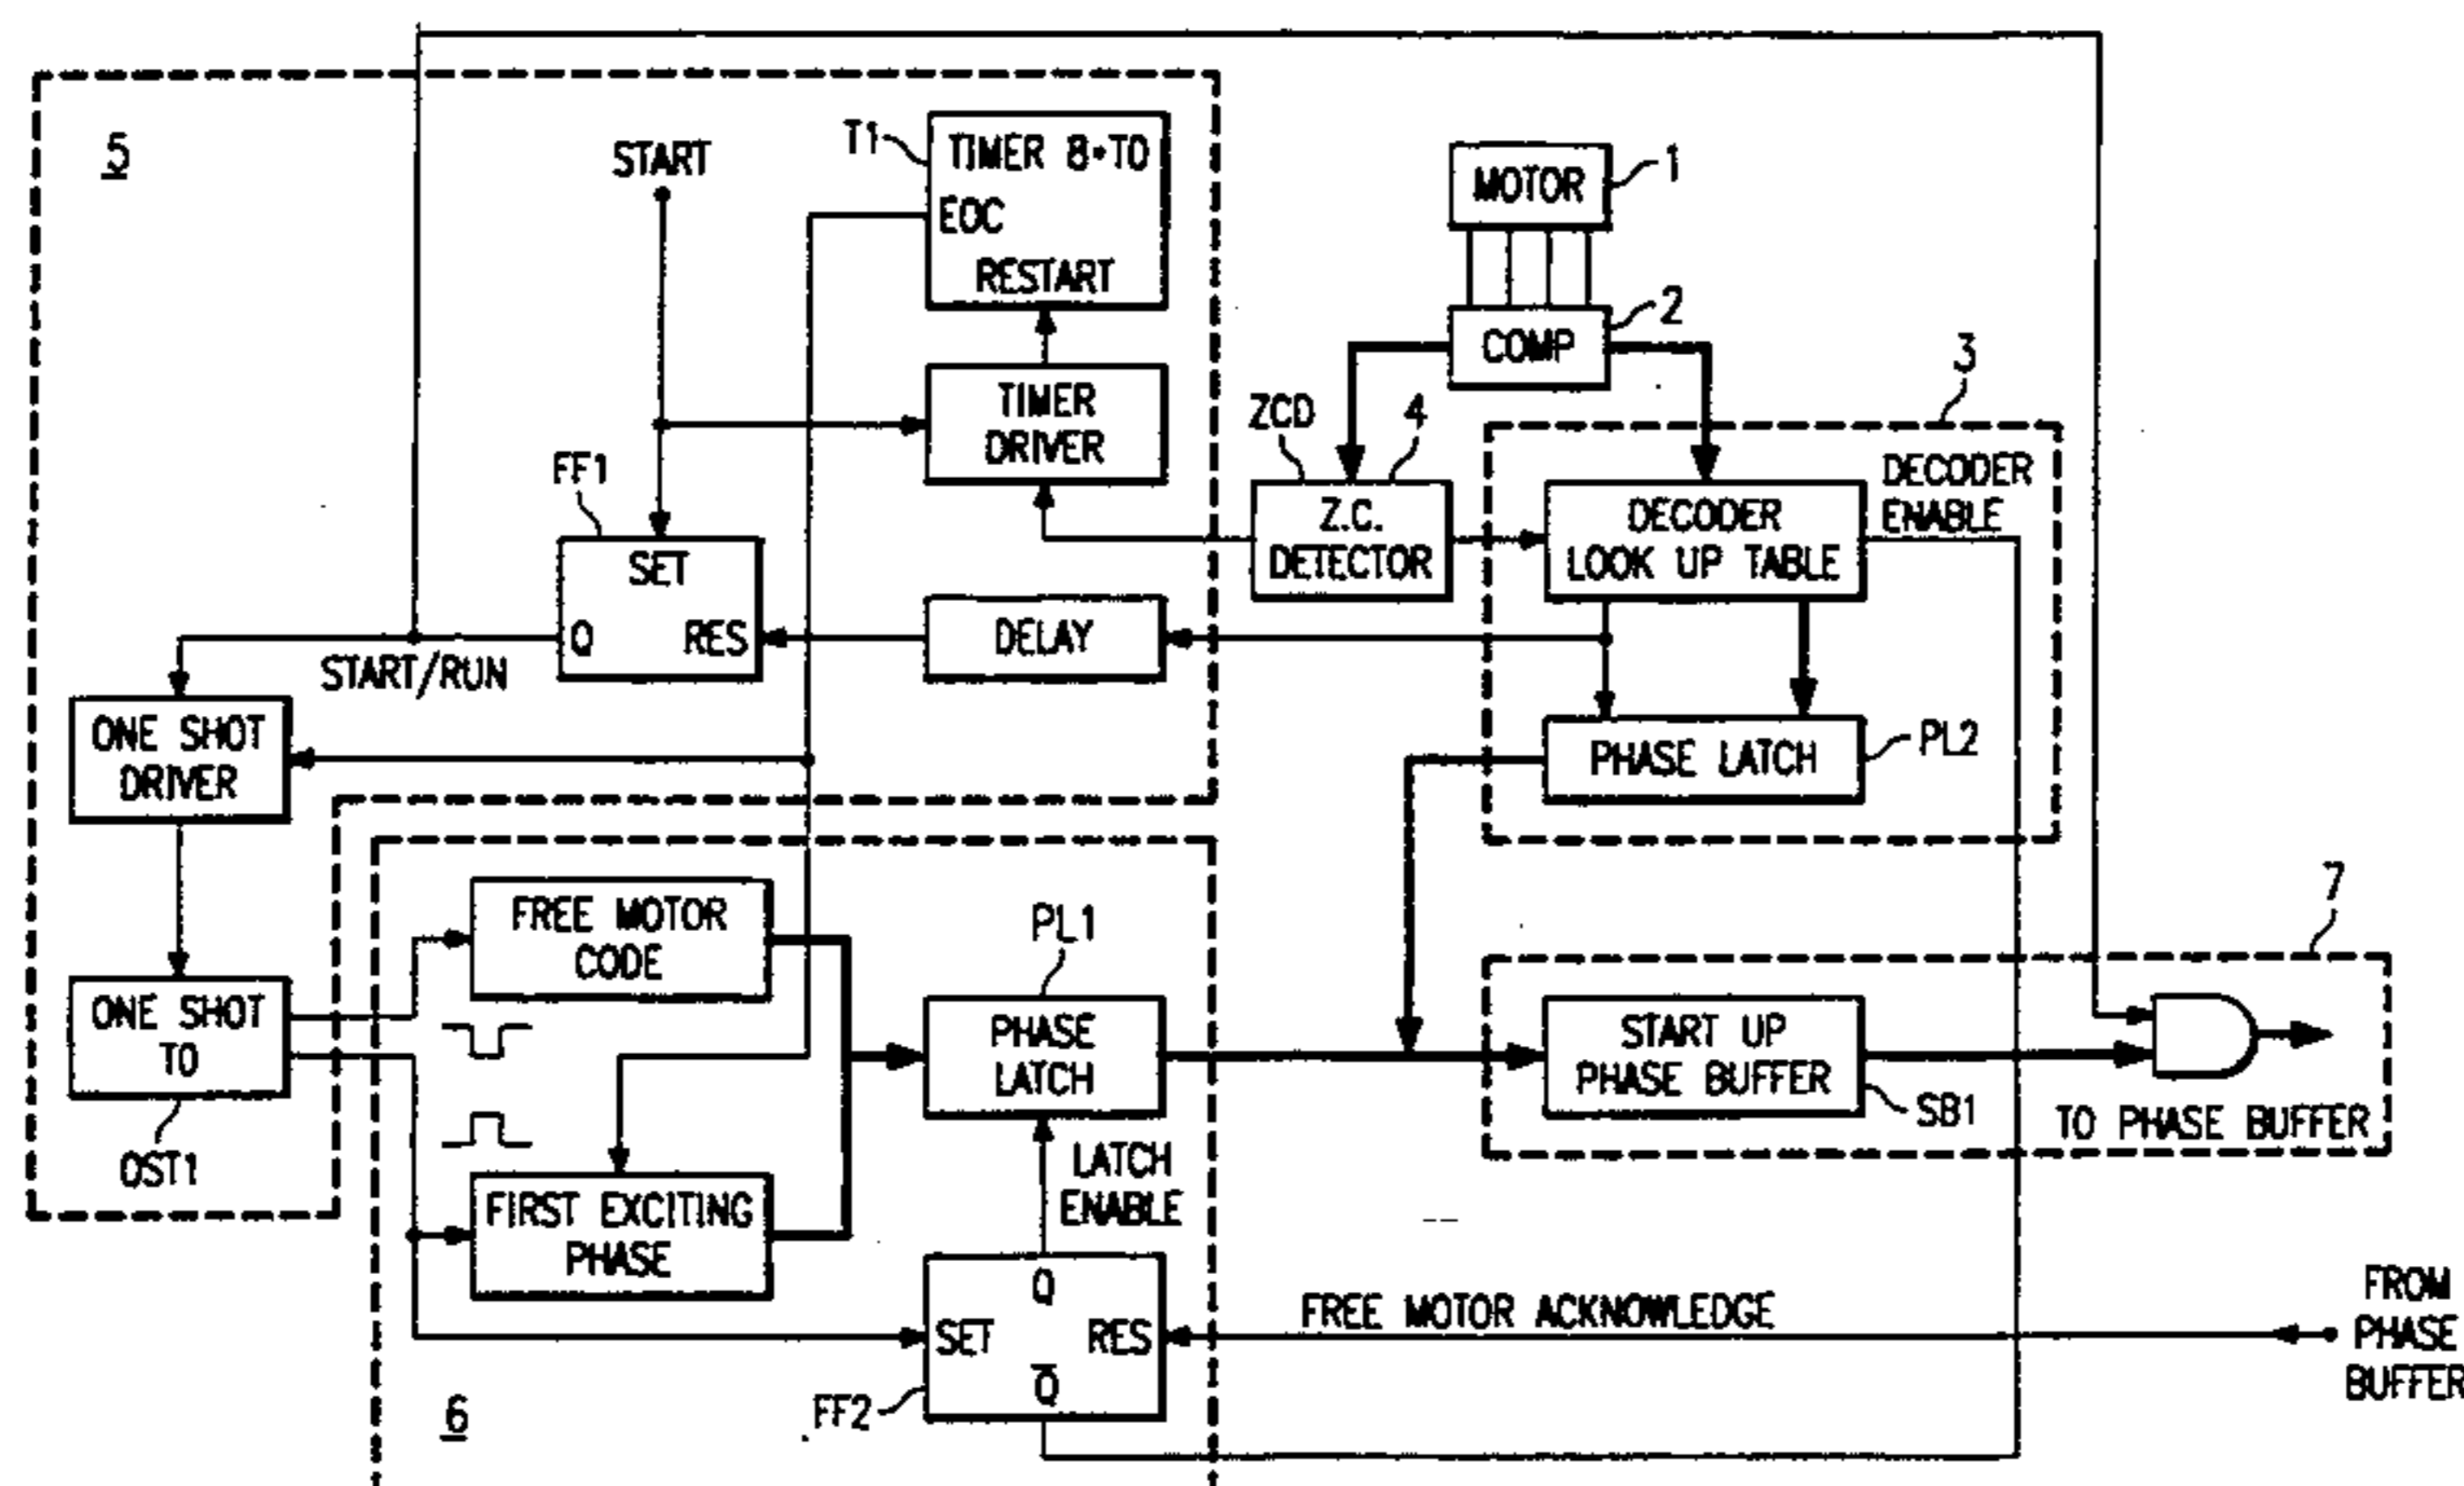 5
START
T1
TIMER 8•TO
EOC
RESTART
MOTOR
1
COMP
2
3
TIMER
DRIVER
ZCD
4
FF1
SET
Q
RES
START/RUN
Z.C.
DETECTOR
DECODER
LOOK UP TABLE
DECODER
ENABLE
DELAY
ONE SHOT
DRIVER
PHASE LATCH
PL2
7
FREE MOTOR
CODE
PL1
ONE SHOT
TO
OST1
PHASE
LATCH
START UP
PHASE BUFFER
SB1
TO PHASE BUFFER
LATCH
ENABLE
FIRST EXCITING
PHASE
Q
SET
RES
Q̅
FF2
FREE MOTOR ACKNOWLEDGE
FROM
PHASE
BUFFER
6